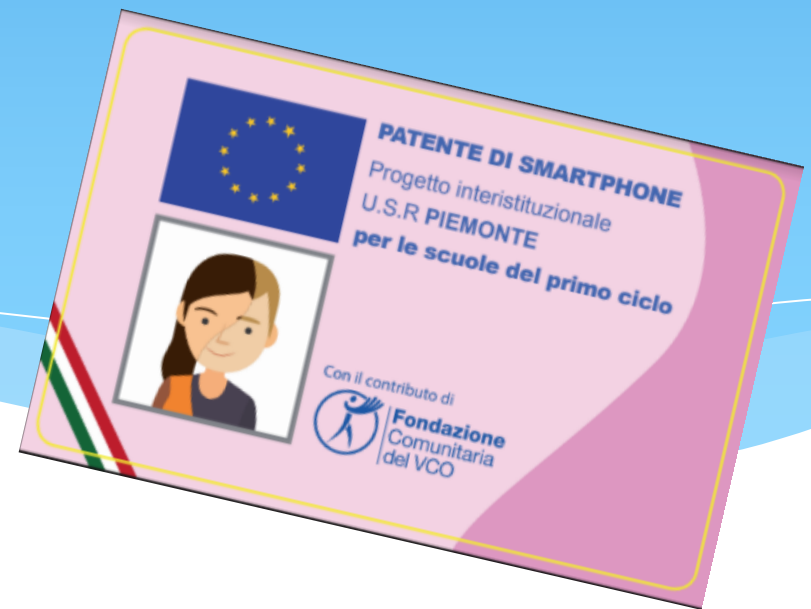 PATENTE DI SMARTPHONE
Progetto interistituzionale
U.S.R PIEMONTE
per le scuole del primo ciclo
Con il contributo di
Fondazione
Comunitaria
del VCO